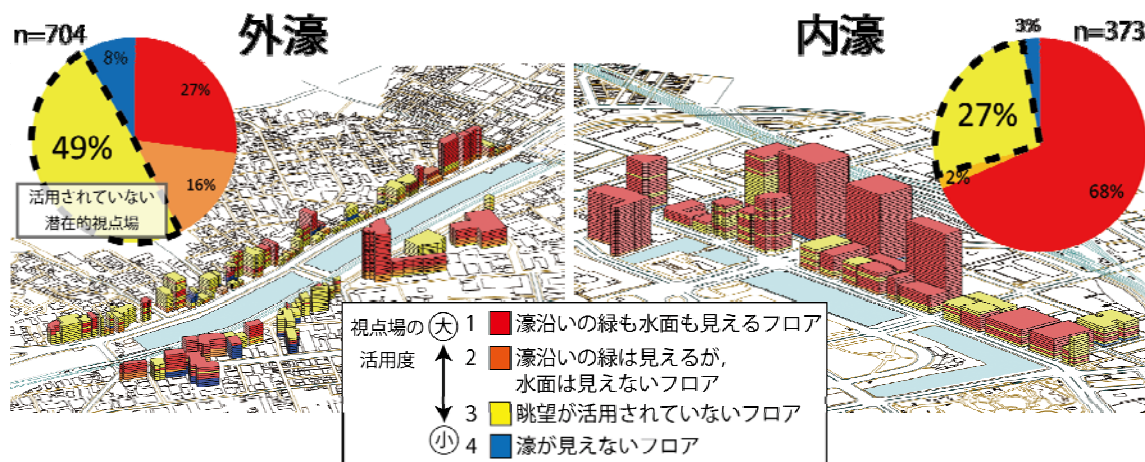 n=704
外濠
8%
27%
49%
16%
活用されていない
潜在的視点場
内濠
n=373
3%
27%
2%
68%
視点場の
活用度
大
小
1 濠沿いの緑も水面も見えるフロア
2 濠沿いの緑は見えるが,
水面は見えないフロア
3 眺望が活用されていないフロア
4 濠が見えないフロア